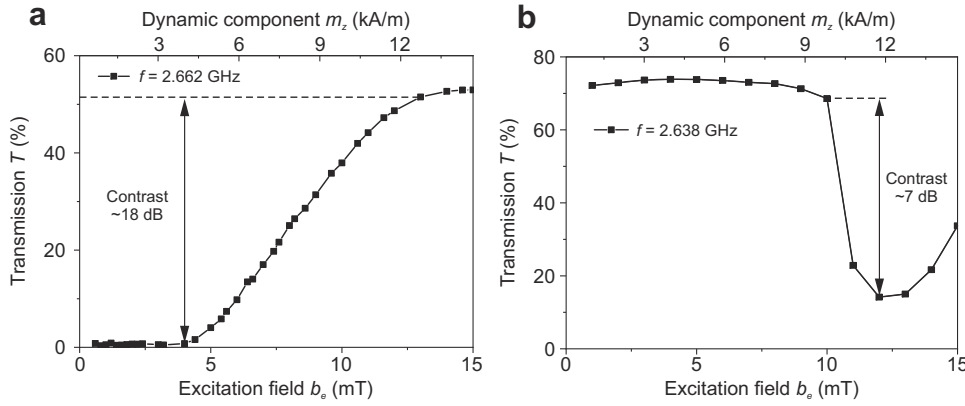 a
Dynamic component m_z (kA/m)
3 6 9 12
60
40
20
0
Transmission T (%)
f = 2.662 GHz
Contrast
~18 dB
0 5 10 15
Excitation field b_e (mT)
b
Dynamic component m_z (kA/m)
3 6 9 12
80
60
40
20
0
Transmission T (%)
f = 2.638 GHz
Contrast
~7 dB
0 5 10 15
Excitation field b_e (mT)